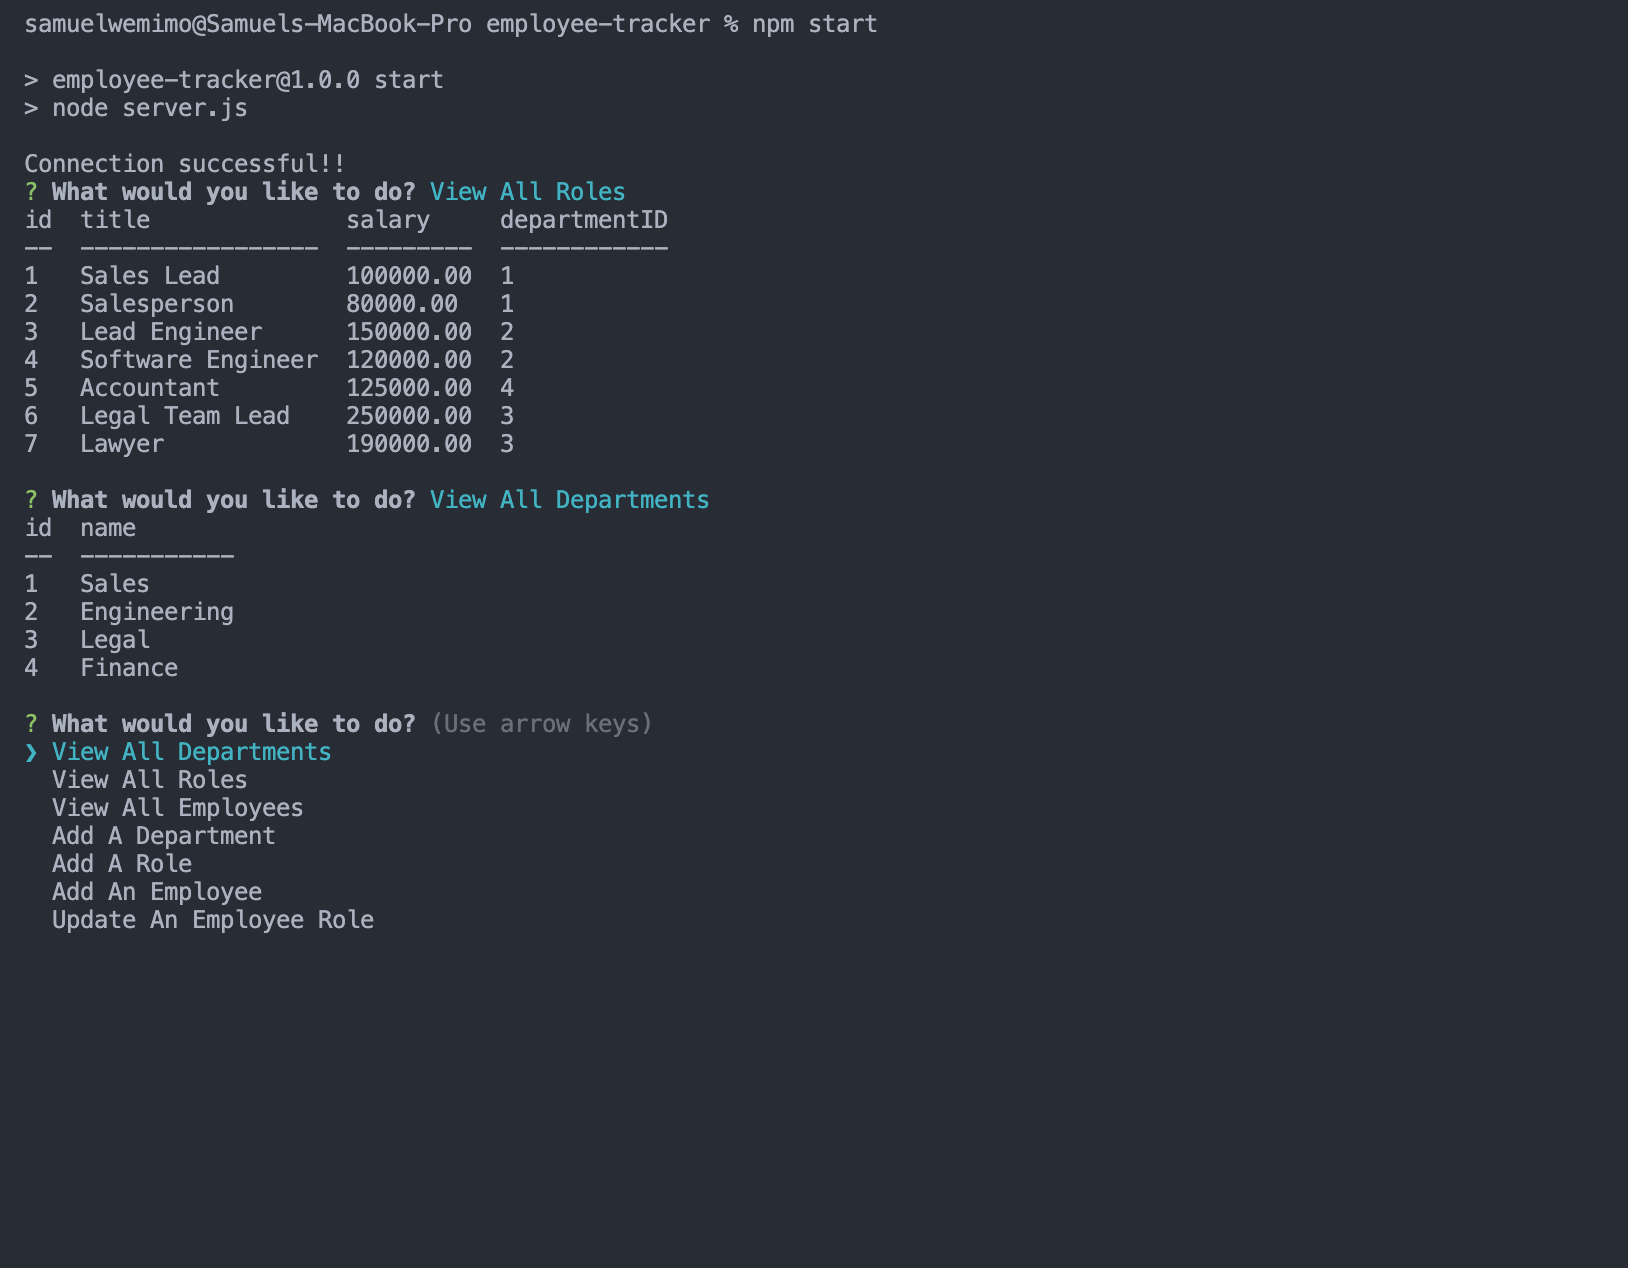 samuelwemimo@Samuels-MacBook-Pro employee-tracker % npm start
> employee-tracker@1.0.0 start
> node server.js
Connection successful!!
? What would you like to do? View All Roles
id  title              salary     departmentID
--  -----------------  ---------  ------------
1   Sales Lead         100000.00  1
2   Salesperson        80000.00   1
3   Lead Engineer      150000.00  2
4   Software Engineer  120000.00  2
5   Accountant         125000.00  4
6   Legal Team Lead    250000.00  3
7   Lawyer             190000.00  3
? What would you like to do? View All Departments
id  name
--  -----------
1   Sales
2   Engineering
3   Legal
4   Finance
? What would you like to do? (Use arrow keys)
❯ View All Departments
  View All Roles
  View All Employees
  Add A Department
  Add A Role
  Add An Employee
  Update An Employee Role